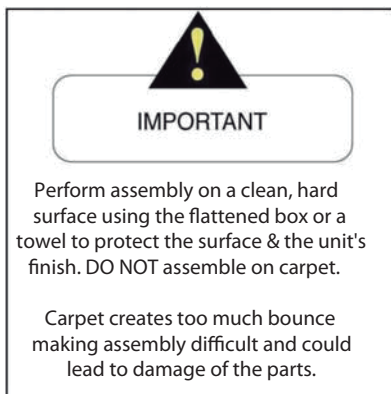 !
IMPORTANT
Perform assembly on a clean, hard
surface using the flattened box or a
towel to protect the surface & the unit's
finish. DO NOT assemble on carpet.
Carpet creates too much bounce
making assembly difficult and could
lead to damage of the parts.